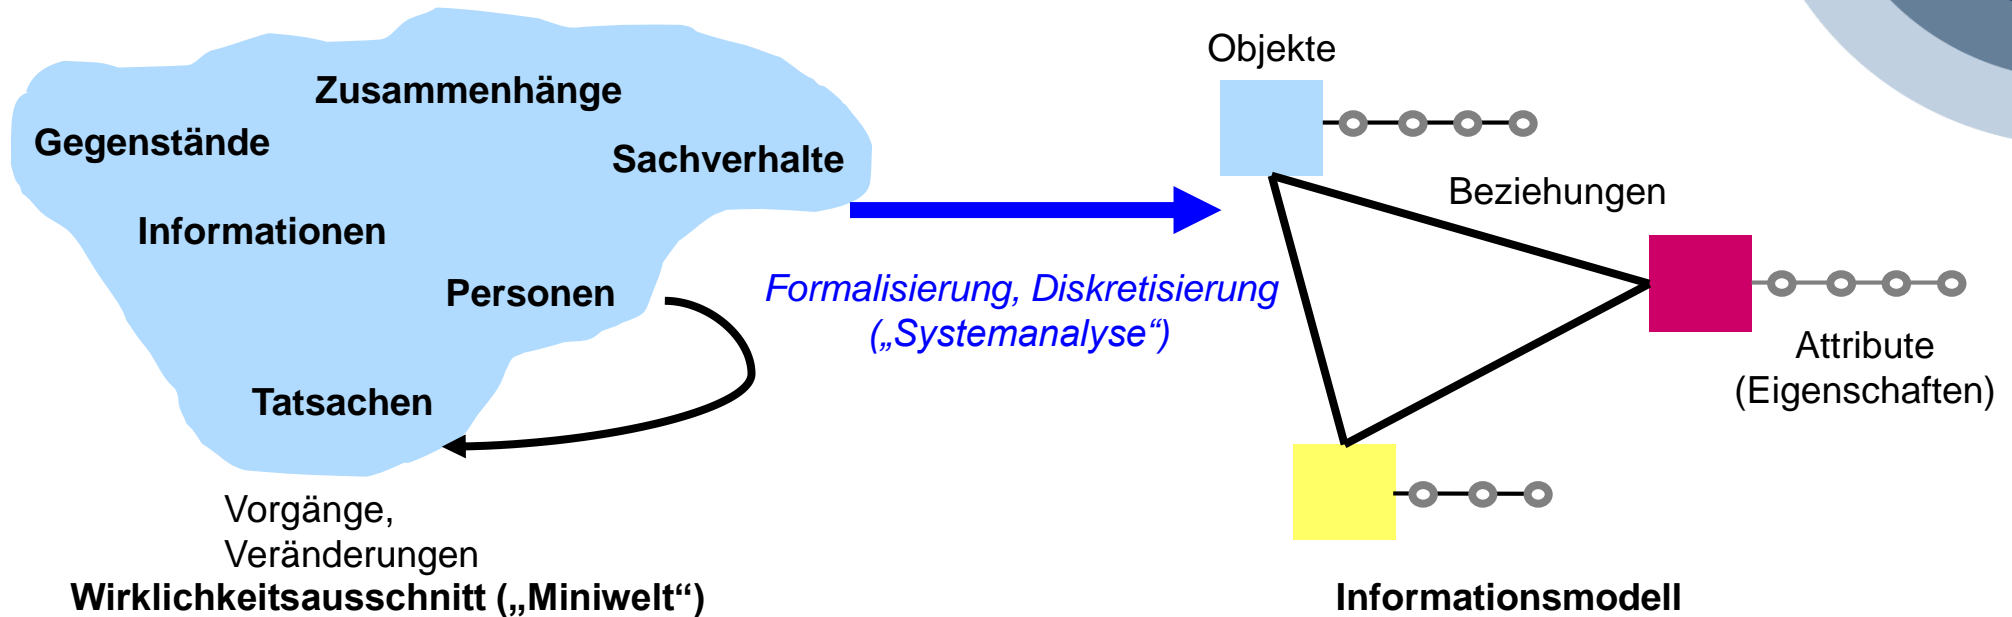 Zusammenhänge
Gegenstände
Sachverhalte
Informationen
Personen
Tatsachen
Vorgänge,
Veränderungen
Wirklichkeitsausschnitt („Miniwelt“)
Formalisierung, Diskretisierung
(„Systemanalyse“)
Objekte
Beziehungen
Attribute
(Eigenschaften)
Informationsmodell